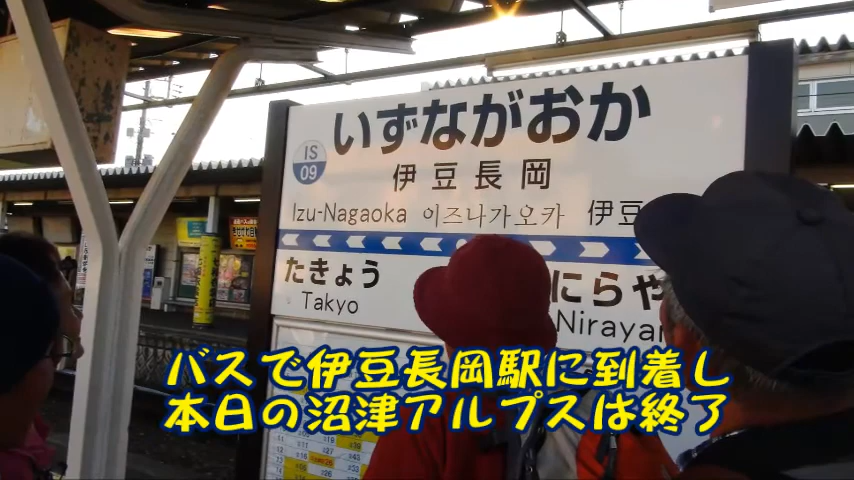 いずながおか
IS
09
伊豆長岡
Izu-Nagaoka 이즈나가오카 伊豆
たきょう
にらや
Takyo
Nirayam
バスで伊豆長岡駅に到着し
本日の沼津アルプスは終了